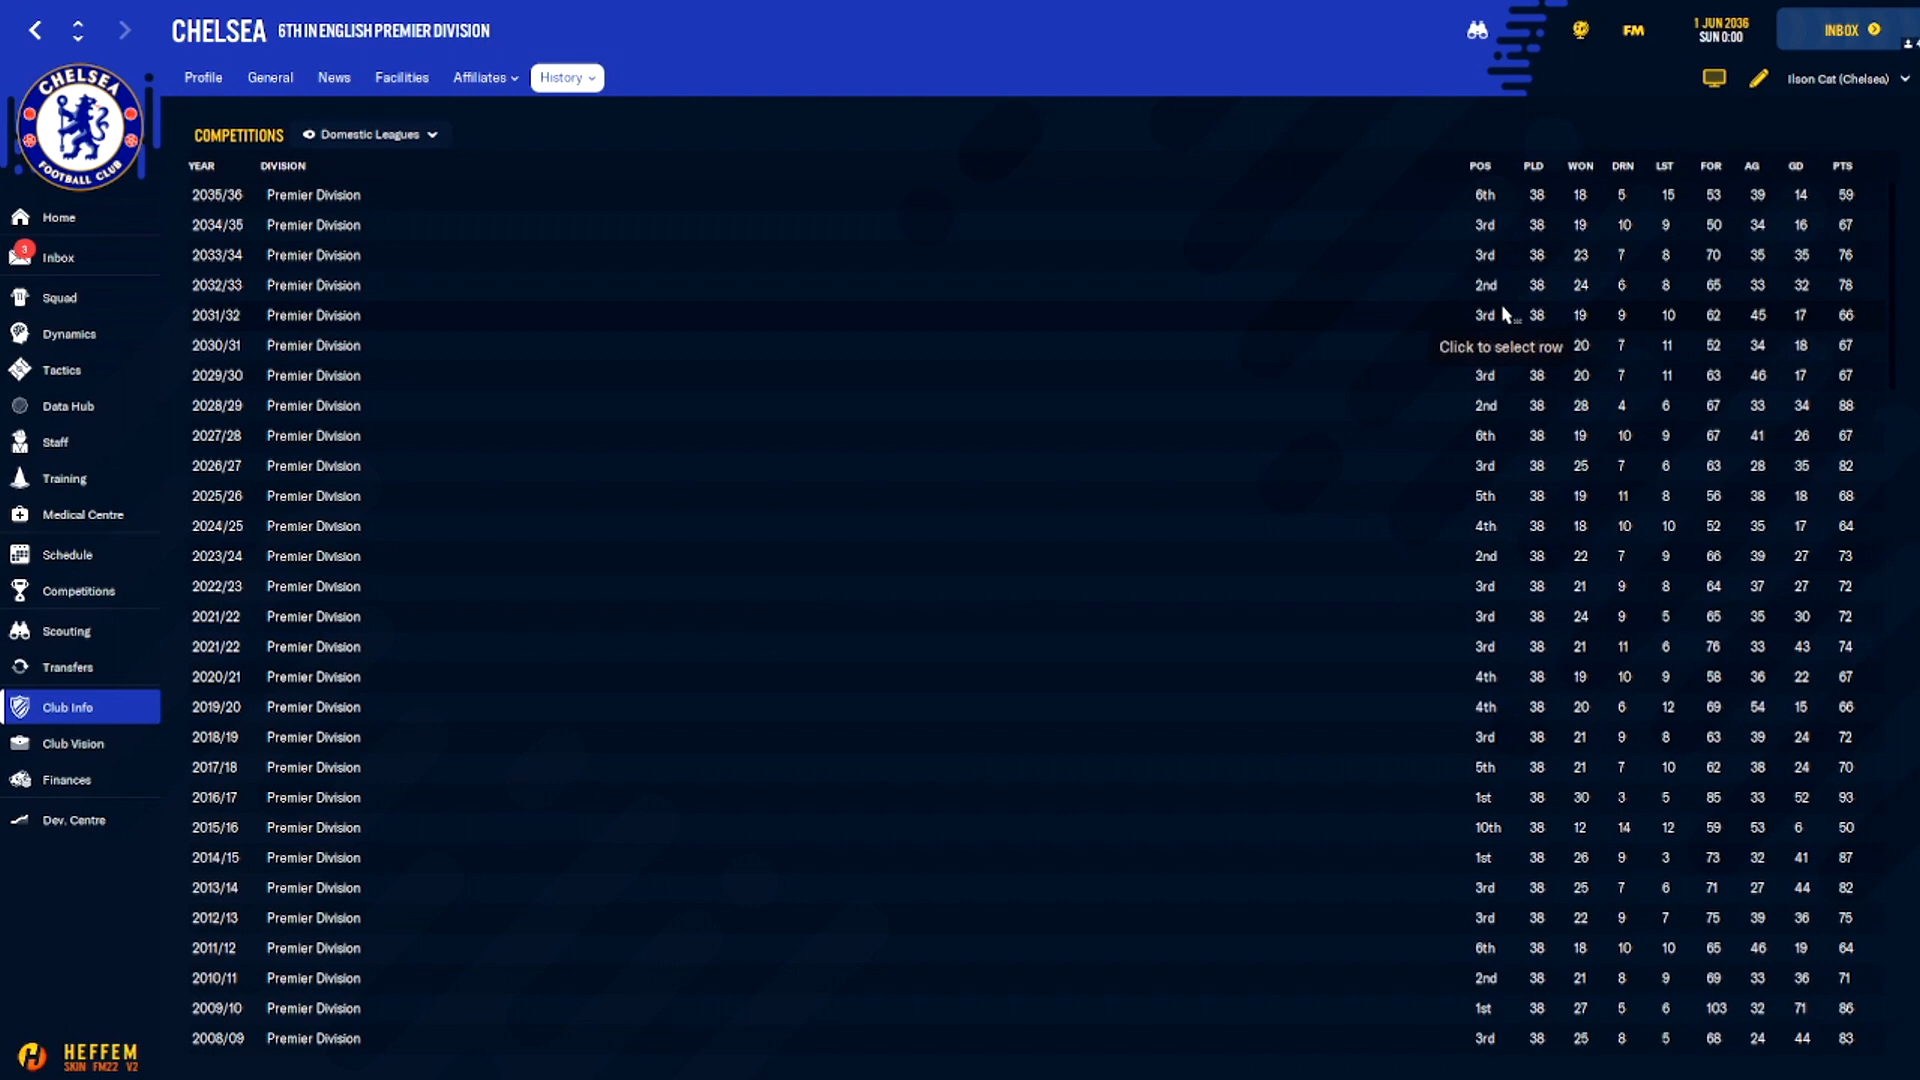 CHELSEA 6TH IN ENGLISH PREMIER DIVISION
FM
1 JUN 2036
SUN 0:00
INBOX
Profile General News Facilities Affiliates History
Ilson Cat (Chelsea)
CHELSEA
FOOTBALL CLUB
Home
3
Inbox
Squad
Dynamics
Tactics
Data Hub
Staff
Training
Medical Centre
Schedule
Competitions
Scouting
Transfers
Club Info
Club Vision
Finances
Dev. Centre
HEFFEM
SKIN FM22 V2
COMPETITIONS Domestic Leagues
YEAR DIVISION POS PLD WON DRN LST FOR AG GD PTS
2035/36 Premier Division 6th 38 18 5 15 53 39 14 59
2034/35 Premier Division 3rd 38 19 10 9 50 34 16 67
2033/34 Premier Division 3rd 38 23 7 8 70 35 35 76
2032/33 Premier Division 2nd 38 24 6 8 65 33 32 78
2031/32 Premier Division 3rd 38 19 9 10 62 45 17 66
2030/31 Premier Division Click to select row 20 7 11 52 34 18 67
2029/30 Premier Division 3rd 38 20 7 11 63 46 17 67
2028/29 Premier Division 2nd 38 28 4 6 67 33 34 88
2027/28 Premier Division 6th 38 19 10 9 67 41 26 67
2026/27 Premier Division 3rd 38 25 7 6 63 28 35 82
2025/26 Premier Division 5th 38 19 11 8 56 38 18 68
2024/25 Premier Division 4th 38 18 10 10 52 35 17 64
2023/24 Premier Division 2nd 38 22 7 9 66 39 27 73
2022/23 Premier Division 3rd 38 21 9 8 64 37 27 72
2021/22 Premier Division 3rd 38 24 9 5 65 35 30 72
2021/22 Premier Division 3rd 38 21 11 6 76 33 43 74
2020/21 Premier Division 4th 38 19 10 9 58 36 22 67
2019/20 Premier Division 4th 38 20 6 12 69 54 15 66
2018/19 Premier Division 3rd 38 21 9 8 63 39 24 72
2017/18 Premier Division 5th 38 21 7 10 62 38 24 70
2016/17 Premier Division 1st 38 30 3 5 85 33 52 93
2015/16 Premier Division 10th 38 12 14 12 59 53 6 50
2014/15 Premier Division 1st 38 26 9 3 73 32 41 87
2013/14 Premier Division 3rd 38 25 7 6 71 27 44 82
2012/13 Premier Division 3rd 38 22 9 7 75 39 36 75
2011/12 Premier Division 6th 38 18 10 10 65 46 19 64
2010/11 Premier Division 2nd 38 21 8 9 69 33 36 71
2009/10 Premier Division 1st 38 27 5 6 103 32 71 86
2008/09 Premier Division 3rd 38 25 8 5 68 24 44 83